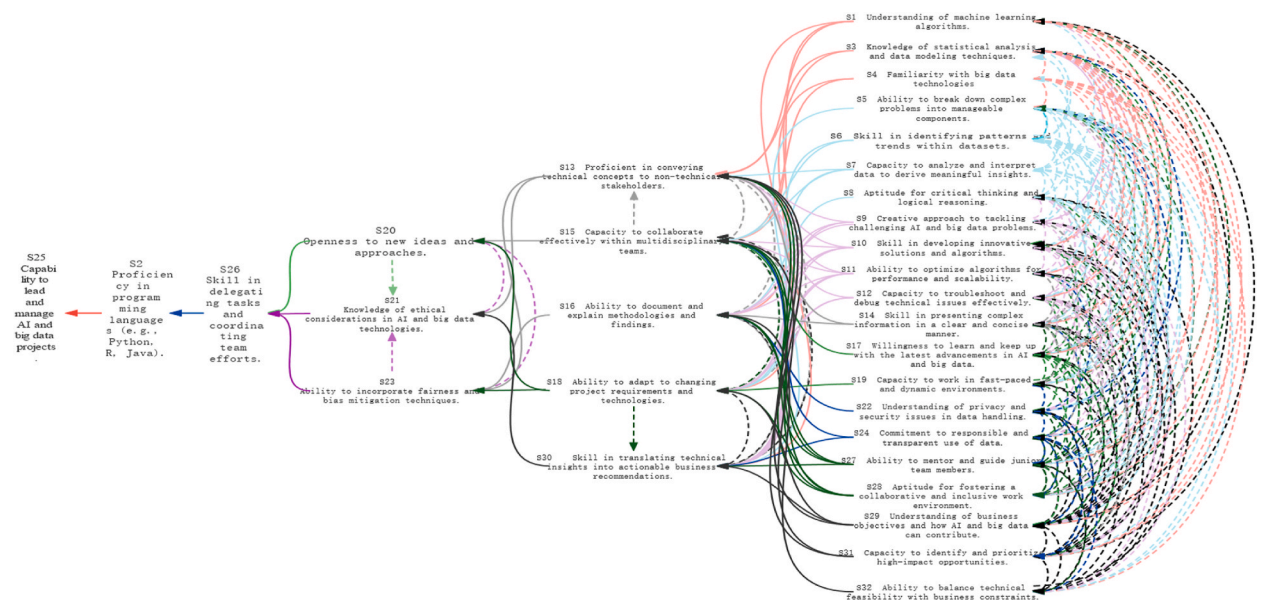 S25
Capabi
lity to
lead
and
manage
AI and
big data
projects
.
S2
Proficien
cy in
program
ming
language
s (e.g.,
Python,
R, Java).
S26
Skill in
delegati
ng tasks
and
coordina
ting
team
efforts.
S20
Openness to new ideas and
approaches.
S21
Knowledge of ethical
considerations in AI and big data
technologies.
S23
Ability to incorporate fairness and
bias mitigation techniques.
S13 Proficient in conveying
technical concepts to non-technical
stakeholders.
S15 Capacity to collaborate
effectively within multidisciplinary
teams.
S16 Ability to document and
explain methodologies and
findings.
S18 Ability to adapt to changing
project requirements and
technologies.
S30 Skill in translating technical
insights into actionable business
recommendations.
S1 Understanding of machine learning
algorithms.
S3 Knowledge of statistical analysis
and data modeling techniques.
S4 Familiarity with big data
technologies
S5 Ability to break down complex
problems into manageable
components.
S6 Skill in identifying patterns and
trends within datasets.
S7 Capacity to analyze and interpret
data to derive meaningful insights.
S8 Aptitude for critical thinking and
logical reasoning.
S9 Creative approach to tackling
challenging AI and big data problems.
S10 Skill in developing innovative
solutions and algorithms.
S11 Ability to optimize algorithms for
performance and scalability.
S12 Capacity to troubleshoot and
debug technical issues effectively.
S14 Skill in presenting complex
information in a clear and concise
manner.
S17 Willingness to learn and keep up
with the latest advancements in AI
and big data.
S19 Capacity to work in fast-paced
and dynamic environments.
S22 Understanding of privacy and
security issues in data handling.
S24 Commitment to responsible and
transparent use of data.
S27 Ability to mentor and guide junior
team members.
S28 Aptitude for fostering a
collaborative and inclusive work
environment.
S29 Understanding of business
objectives and how AI and big data
can contribute.
S31 Capacity to identify and prioritize
high-impact opportunities.
S32 Ability to balance technical
feasibility with business constraints.